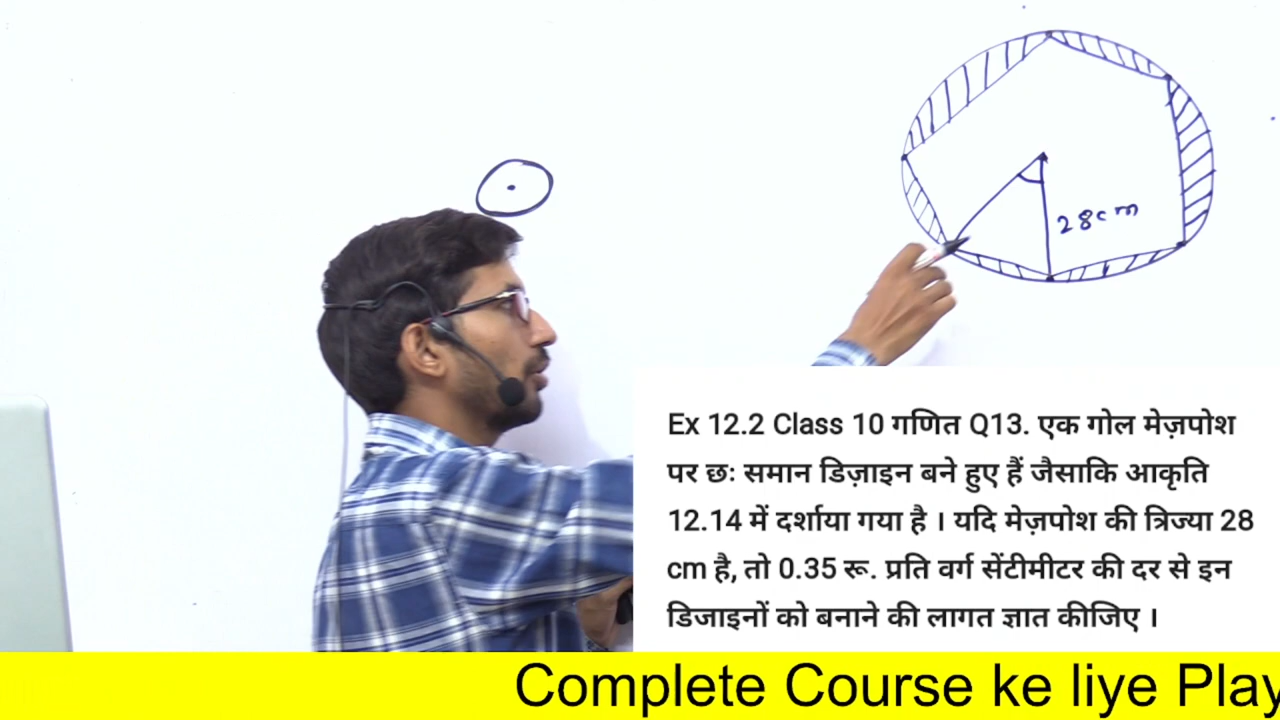 28cm
Ex 12.2 Class 10 गणित Q13. एक गोल मेज़पोश
पर छः समान डिज़ाइन बने हुए हैं जैसाकि आकृति
12.14 में दर्शाया गया है । यदि मेज़पोश की त्रिज्या 28
cm है, तो 0.35 रू. प्रति वर्ग सेंटीमीटर की दर से इन
डिजाइनों को बनाने की लागत ज्ञात कीजिए ।
Complete Course ke liye Play